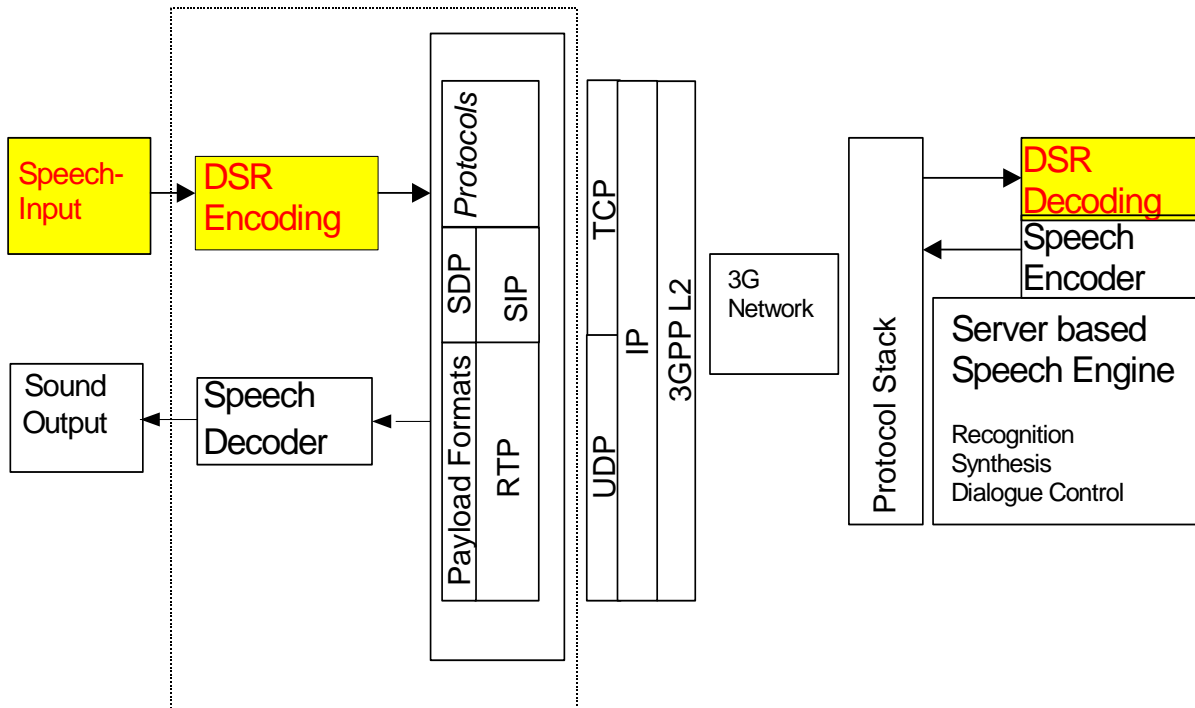 Speech-
Input
DSR
Encoding
Sound
Output
Speech
Decoder
Protocols
SDP
SIP
Payload Formats
RTP
TCP
UDP
IP
3GPP L2
3G
Network
Protocol Stack
DSR
Decoding
Speech
Encoder
Server based
Speech Engine
Recognition
Synthesis
Dialogue Control